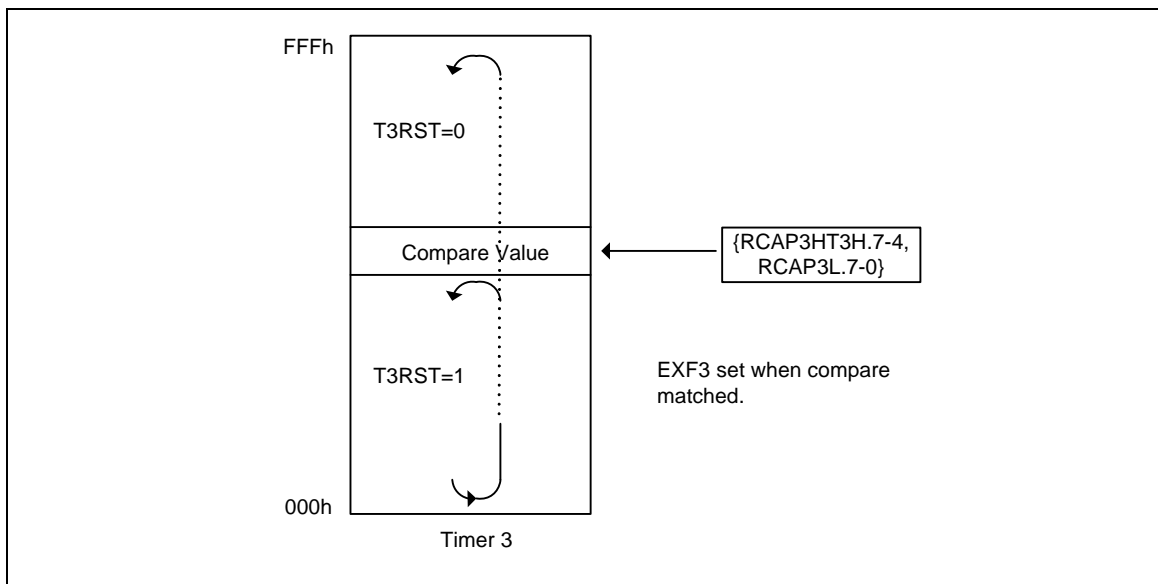 FFFh
T3RST=0
Compare Value
{RCAP3HT3H.7-4,
RCAP3L.7-0}
T3RST=1
EXF3 set when compare
matched.
000h
Timer 3